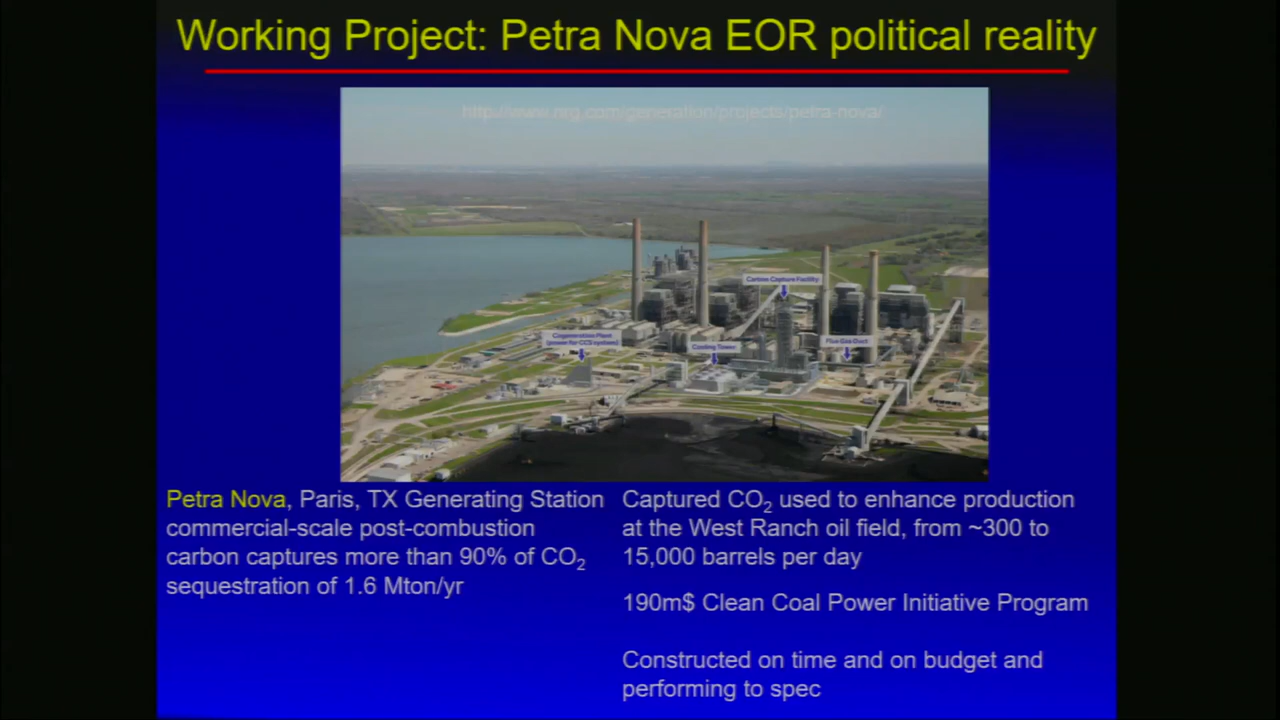 Working Project: Petra Nova EOR political reality
http://www.nrg.com/generation/projects/petra-nova/
Carbon Capture Facility
Cogeneration Plant
(power for CCS system)
Cooling Tower
Flue Gas Duct
Petra Nova, Paris, TX Generating Station
commercial-scale post-combustion
carbon captures more than 90% of CO₂
sequestration of 1.6 Mton/yr
Captured CO₂ used to enhance production
at the West Ranch oil field, from ~300 to
15,000 barrels per day
190m$ Clean Coal Power Initiative Program
Constructed on time and on budget and
performing to spec